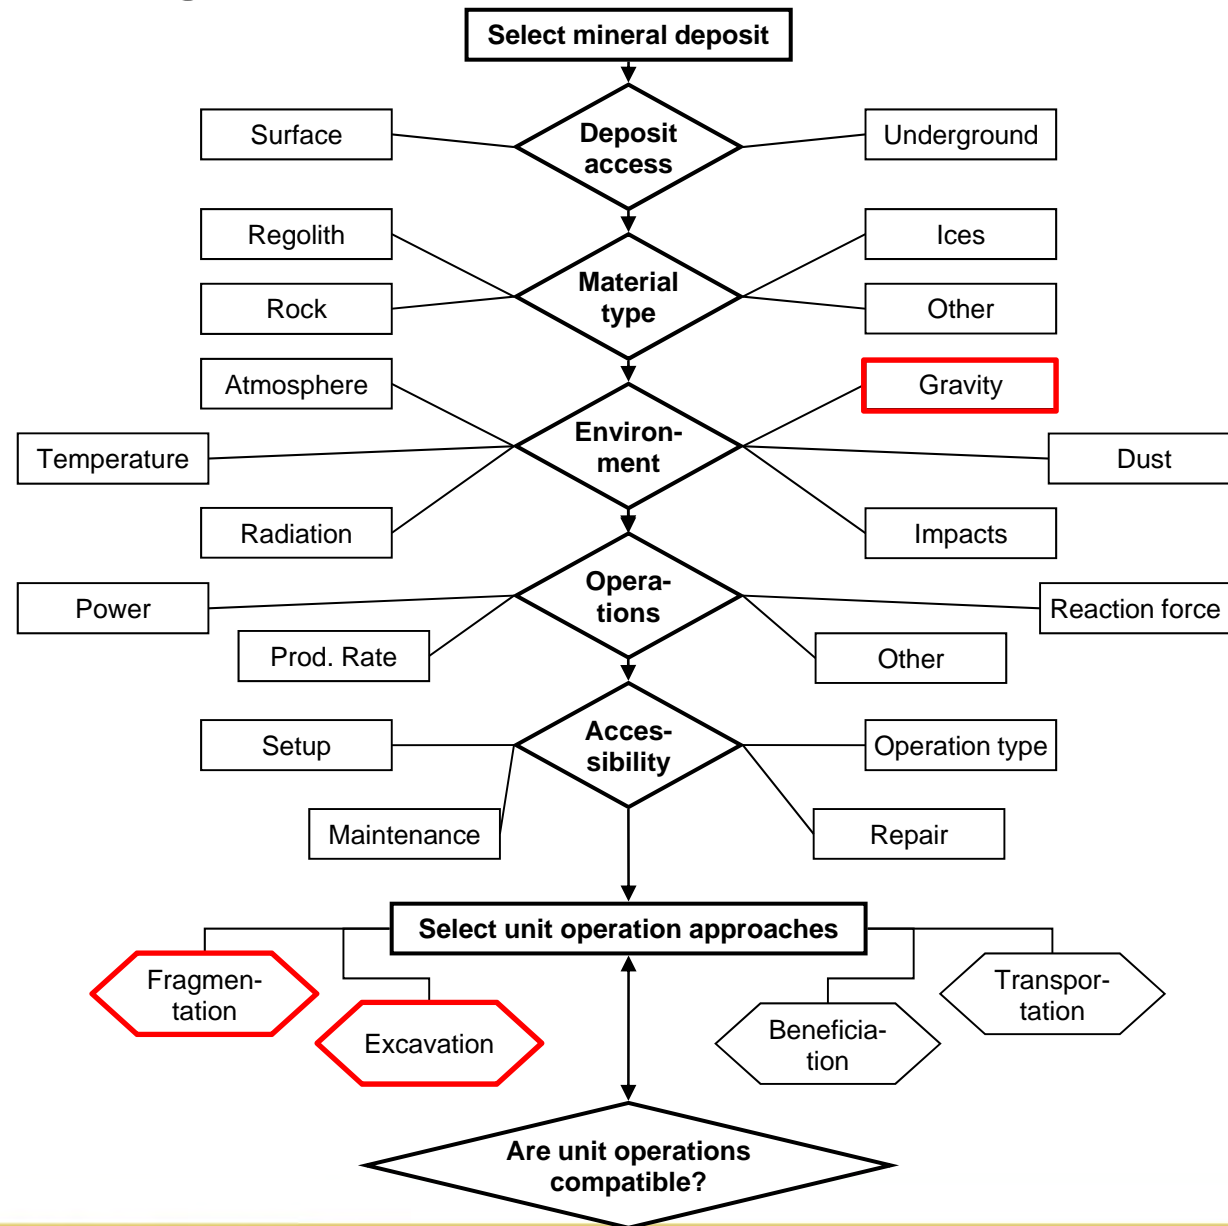 Select mineral deposit
Surface
Deposit
access
Underground
Regolith
Ices
Material
type
Rock
Other
Atmosphere
Gravity
Environ-
ment
Temperature
Dust
Radiation
Impacts
Opera-
tions
Power
Reaction force
Prod. Rate
Other
Acces-
sibility
Setup
Operation type
Maintenance
Repair
Select unit operation approaches
Fragmen-
tation
Excavation
Beneficia-
tion
Transpor-
tation
Are unit operations
compatible?